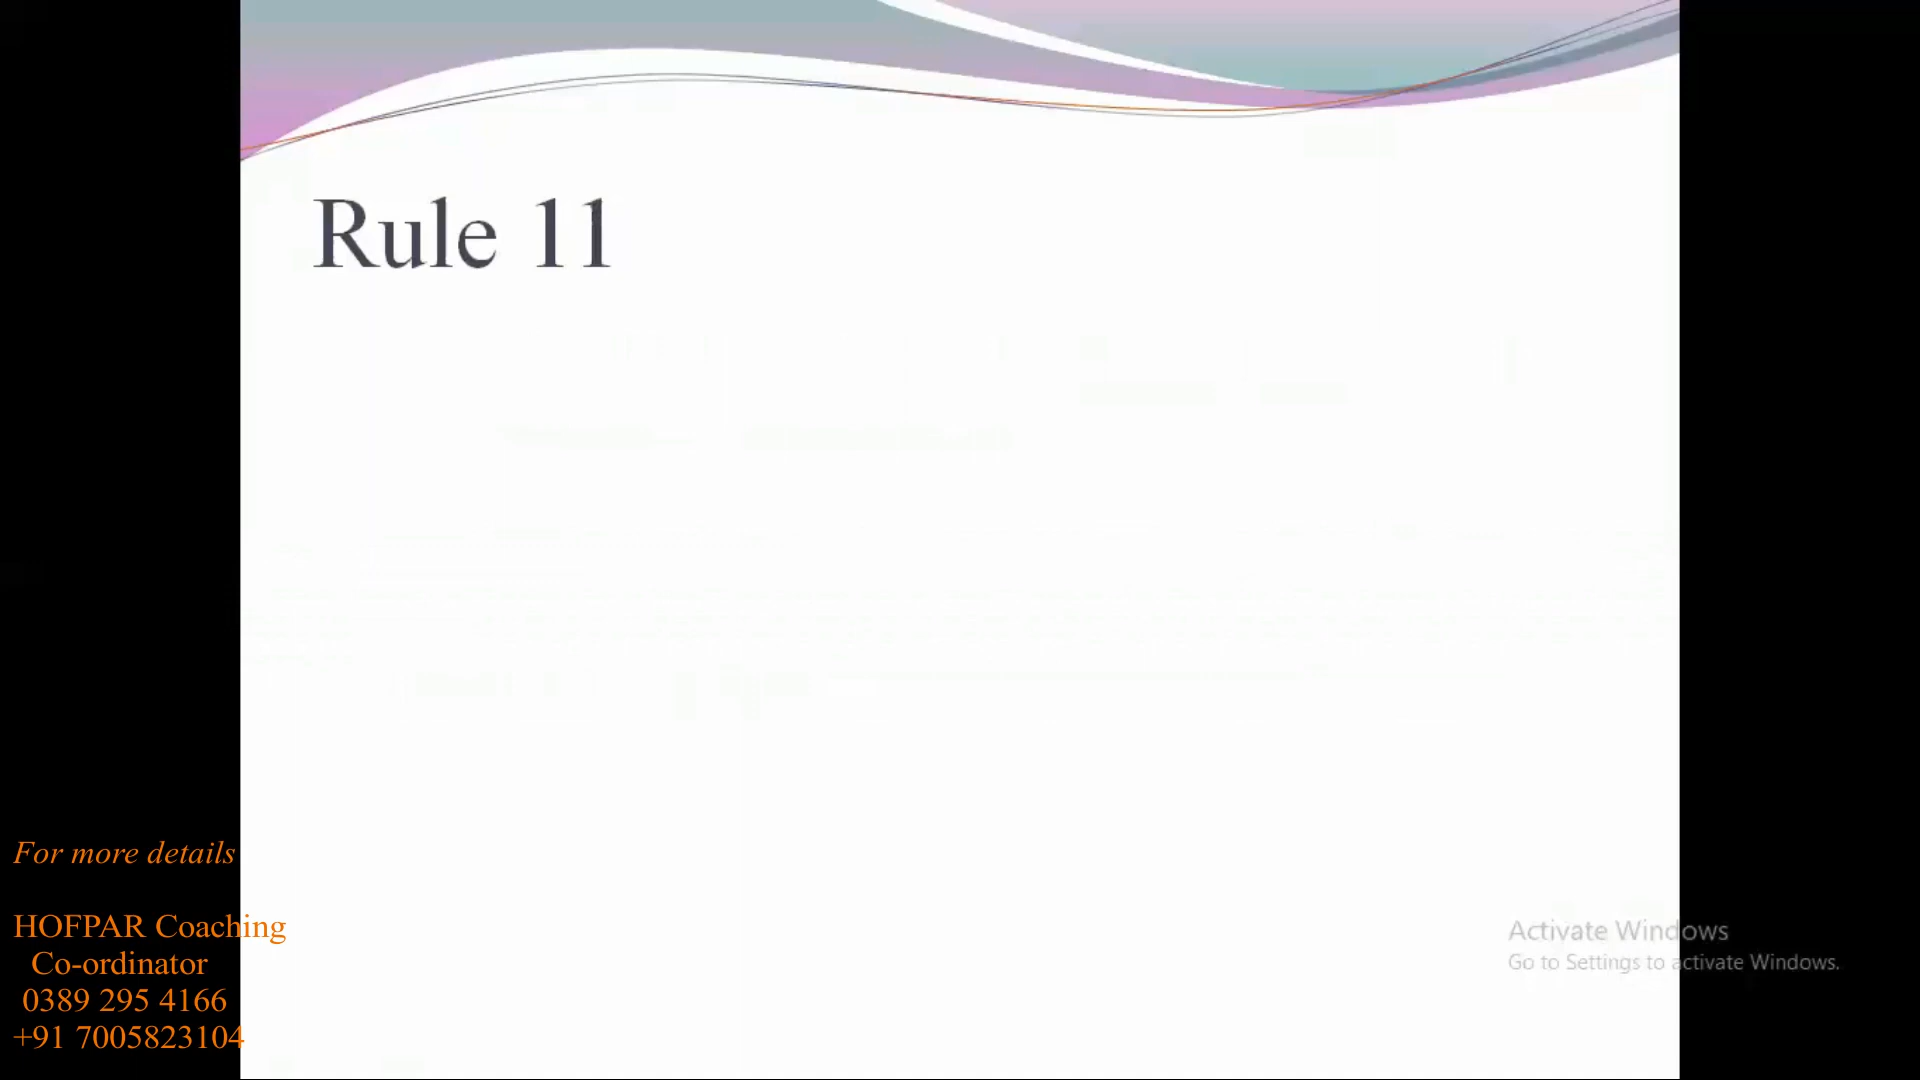 Rule 11
For more details
HOFPAR Coaching
Co-ordinator
0389 295 4166
+91 7005823104
Activate Windows
Go to Settings to activate Windows.